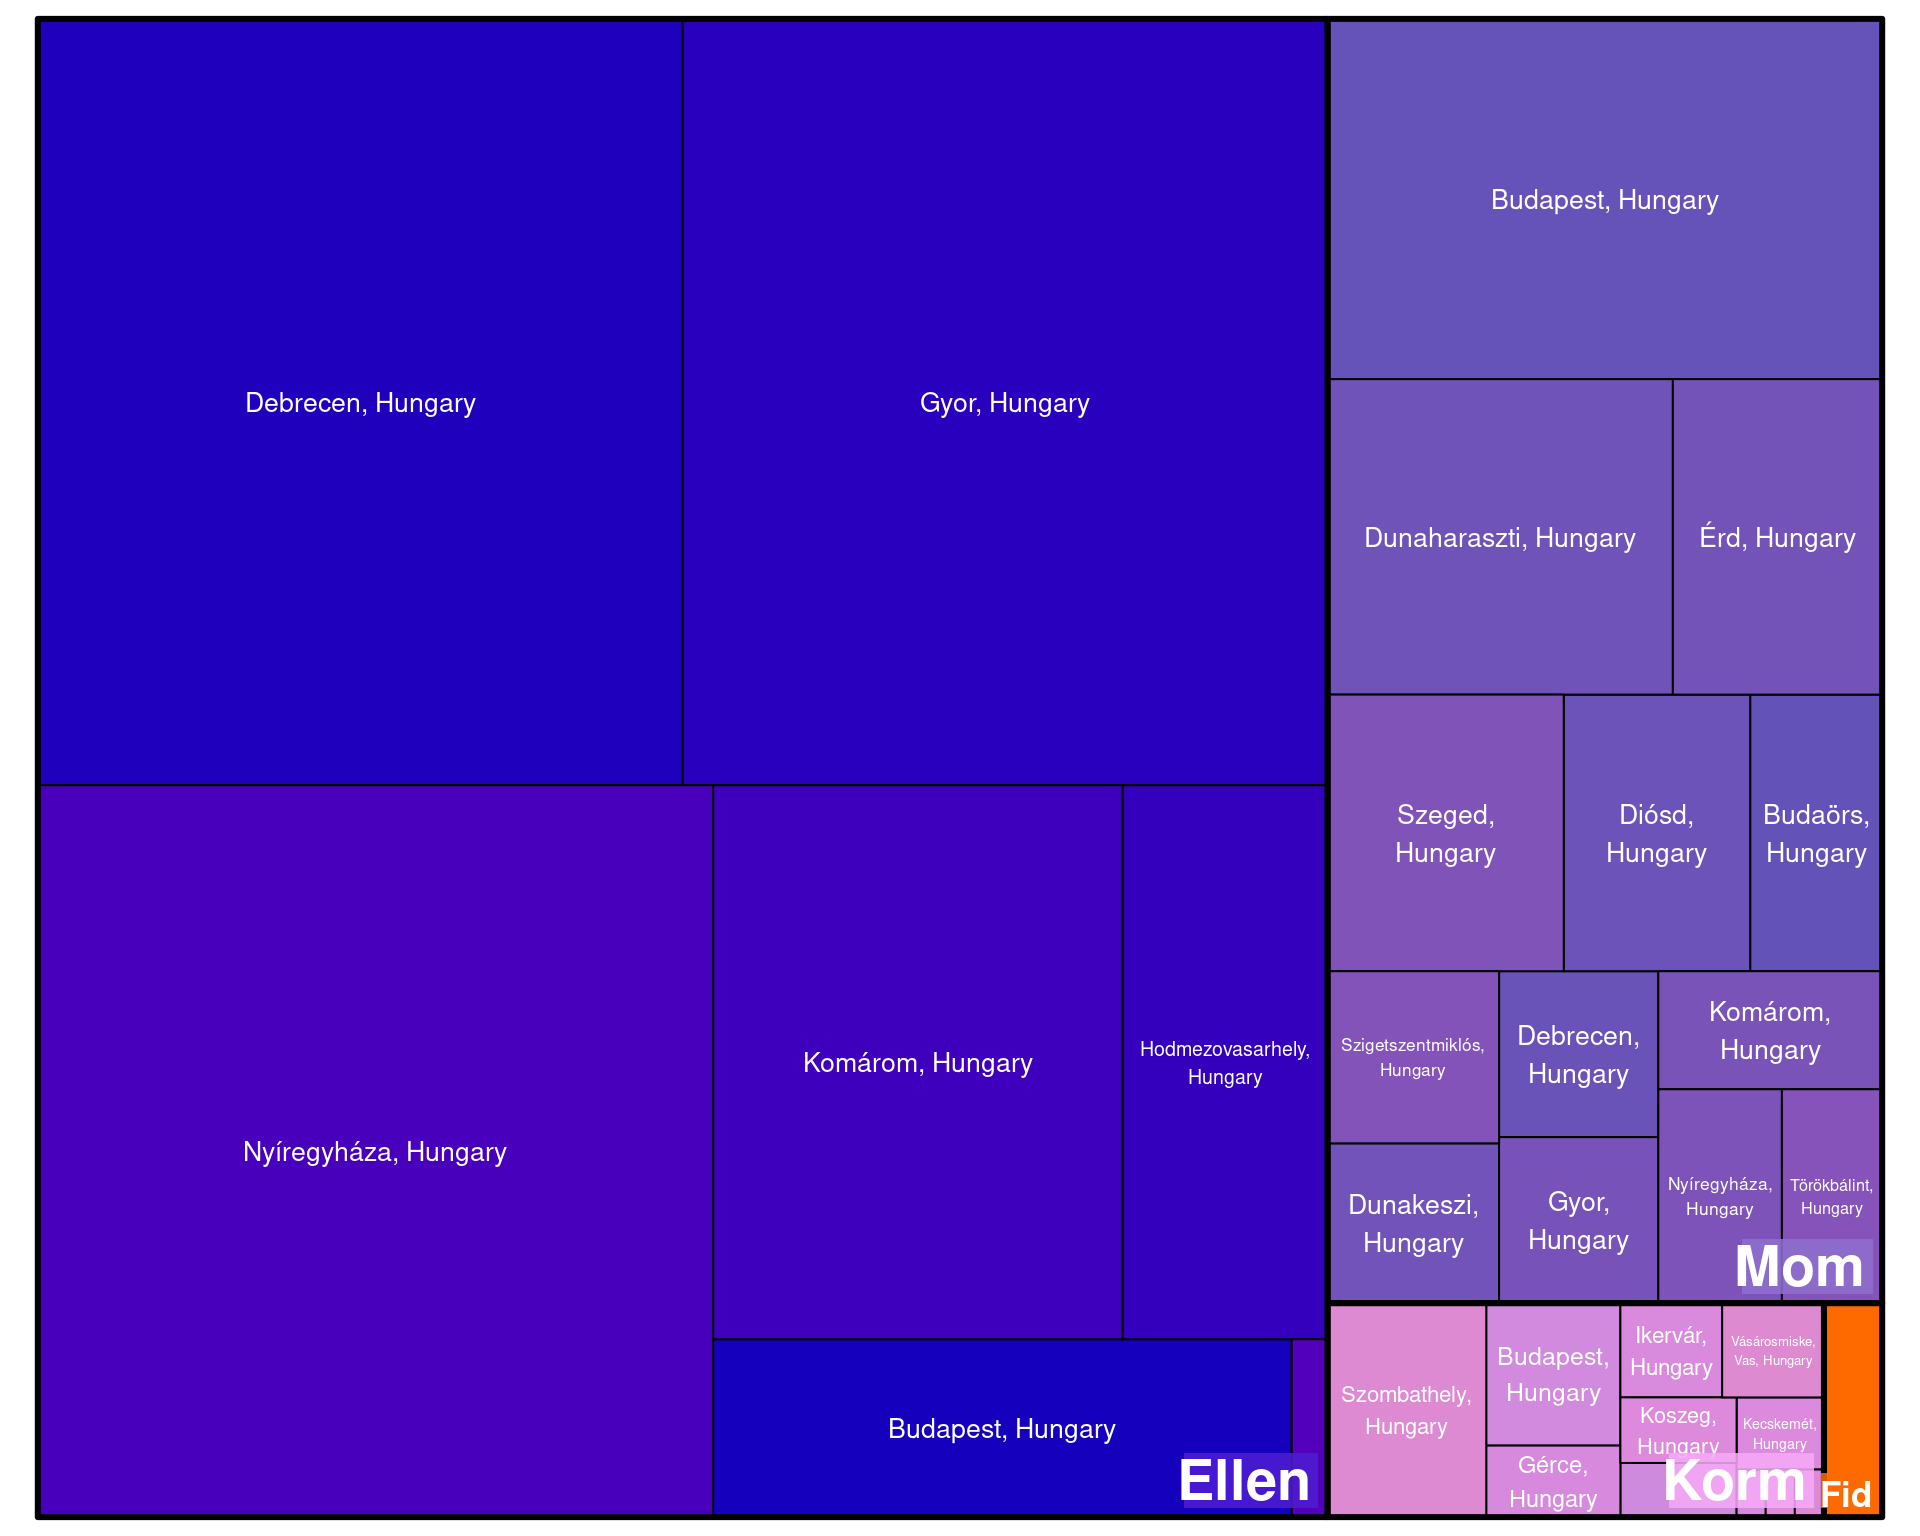 Debrecen, Hungary
Gyor, Hungary
Nyíregyháza, Hungary
Komárom, Hungary
Hodmezovasarhely,
Hungary
Budapest, Hungary
Ellen
Budapest, Hungary
Dunaharaszti, Hungary
Érd, Hungary
Szeged,
Hungary
Diósd,
Hungary
Budaörs,
Hungary
Szigetszentmiklós,
Hungary
Debrecen,
Hungary
Komárom,
Hungary
Dunakeszi,
Hungary
Gyor,
Hungary
Nyíregyháza,
Hungary
Törökbálint,
Hungary
Mom
Szombathely,
Hungary
Budapest,
Hungary
Gérce,
Hungary
Ikervár,
Hungary
Vásárosmiske,
Vas, Hungary
Koszeg,
Hungary
Kecskemét,
Hungary
Korm
Fid